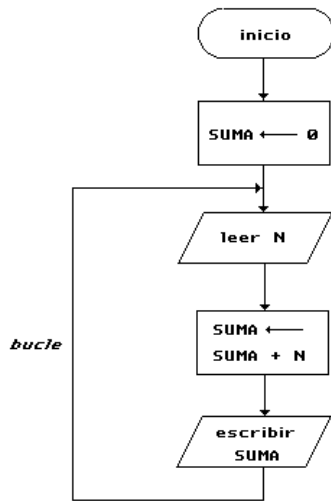 inicio
SUMA ← 0
leer N
SUMA ←
SUMA + N
bucle
escribir
SUMA